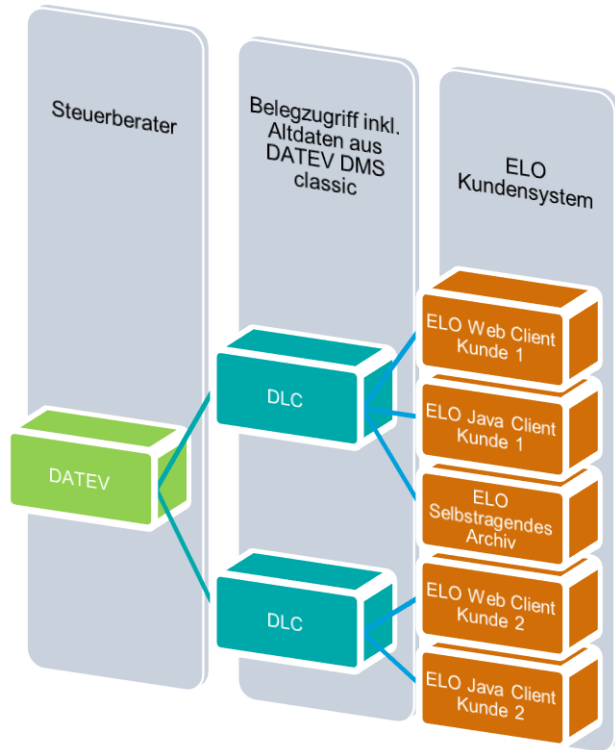 Steuerberater
Belegzugriff inkl.
Altdaten aus
DATEV DMS
classic
ELO
Kundensystem
DATEV
DLC
DLC
ELO Web Client
Kunde 1
ELO Java Client
Kunde 1
ELO
Selbstragendes
Archiv
ELO Web Client
Kunde 2
ELO Java Client
Kunde 2